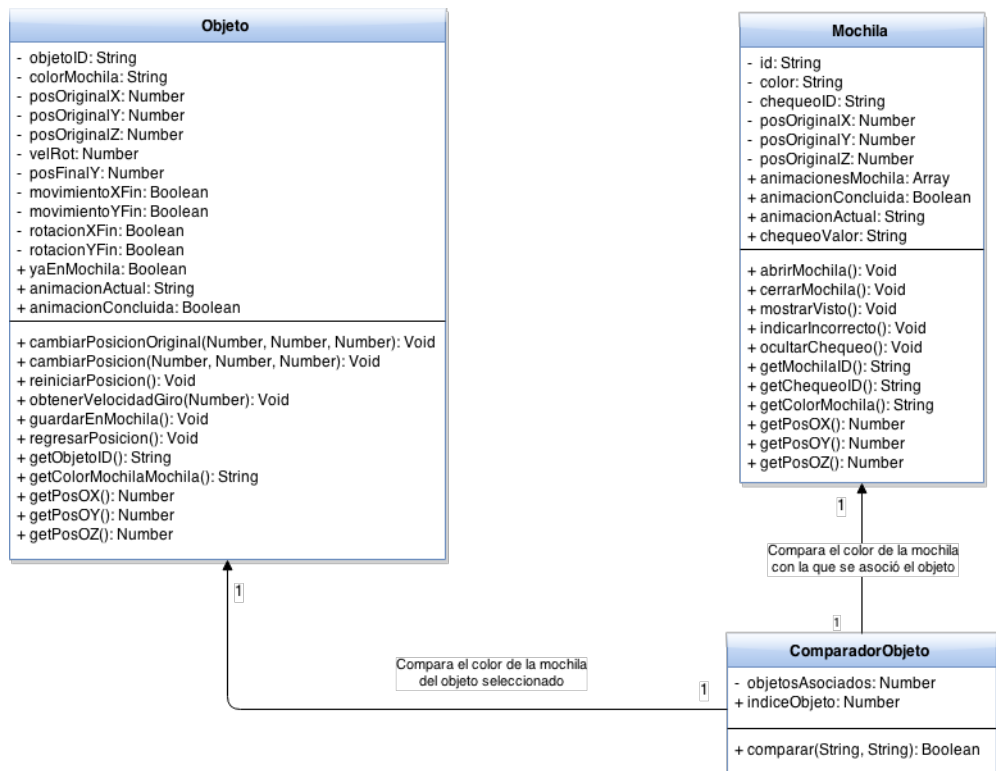 Objeto
- objetoID: String
- colorMochila: String
- posOriginalX: Number
- posOriginalY: Number
- posOriginalZ: Number
- velRot: Number
- posFinalY: Number
- movimientoXFin: Boolean
- movimientoYFin: Boolean
- rotacionXFin: Boolean
- rotacionYFin: Boolean
+ yaEnMochila: Boolean
+ animacionActual: String
+ animacionConcluida: Boolean
+ cambiarPosicionOriginal(Number, Number, Number): Void
+ cambiarPosicion(Number, Number, Number): Void
+ reiniciarPosicion(): Void
+ obtenerVelocidadGiro(Number): Void
+ guardarEnMochila(): Void
+ regresarPosicion(): Void
+ getObjetoID(): String
+ getColorMochilaMochila(): String
+ getPosOX(): Number
+ getPosOY(): Number
+ getPosOZ(): Number
Mochila
- id: String
- color: String
- chequeoID: String
- posOriginalX: Number
- posOriginalY: Number
- posOriginalZ: Number
+ animacionesMochila: Array
+ animacionConcluida: Boolean
+ animacionActual: String
+ chequeoValor: String
+ abrirMochila(): Void
+ cerrarMochila(): Void
+ mostrarVisto(): Void
+ indicarIncorrecto(): Void
+ ocultarChequeo(): Void
+ getMochilaID(): String
+ getChequeoID(): String
+ getColorMochila(): String
+ getPosOX(): Number
+ getPosOY(): Number
+ getPosOZ(): Number
1
Compara el color de la mochila
con la que se asoció el objeto
1
1
Compara el color de la mochila
del objeto seleccionado
1
ComparadorObjeto
- objetosAsociados: Number
+ indiceObjeto: Number
+ comparar(String, String): Boolean